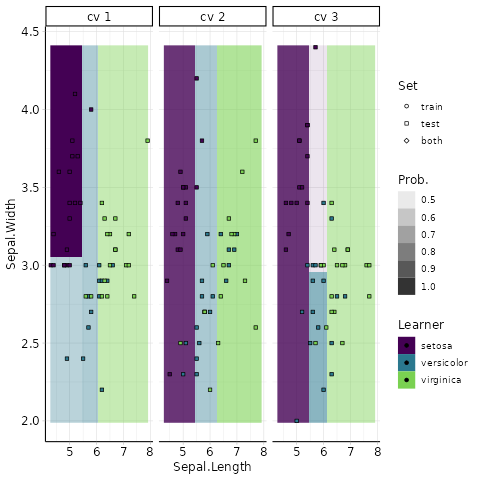 cv 1 cv 2 cv 3
4.5
4.0
3.5
3.0
2.5
2.0
Sepal.Width
5 6 7 8 5 6 7 8 5 6 7 8
Sepal.Length
Set
train
test
both
Prob.
0.5
0.6
0.7
0.8
0.9
1.0
Learner
setosa
versicolor
virginica